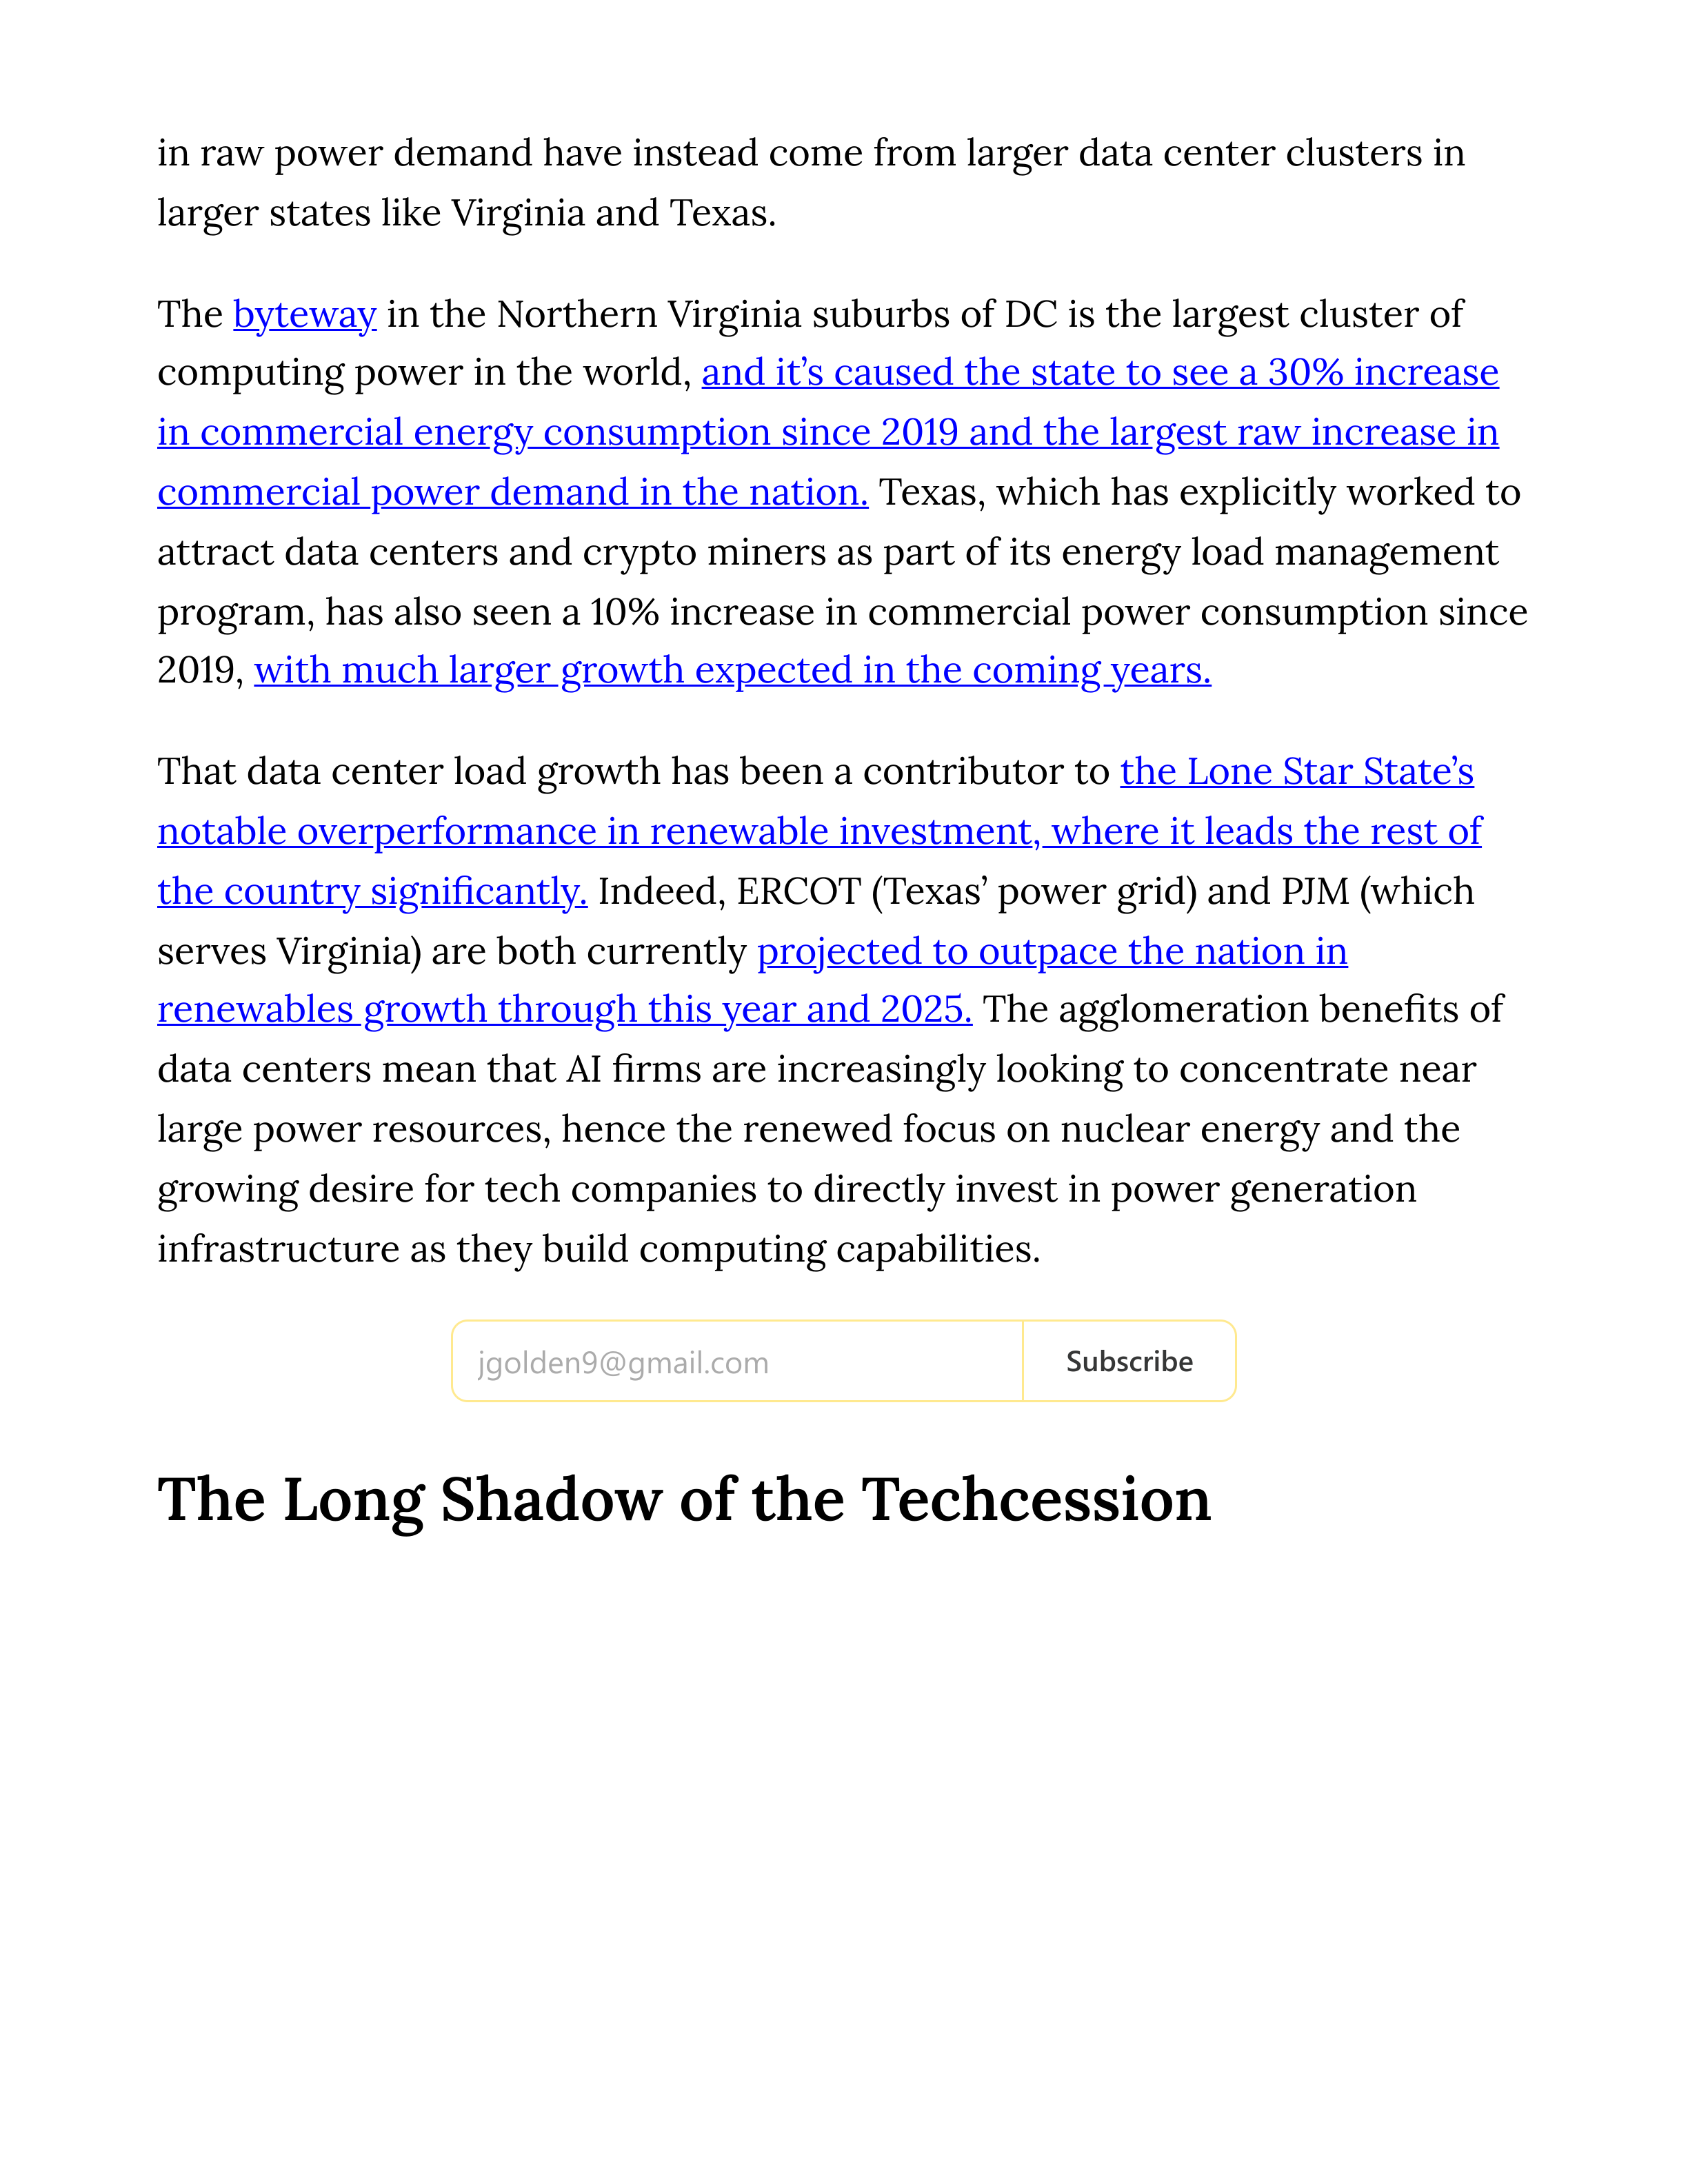 in raw power demand have instead come from larger data center clusters in
larger states like Virginia and Texas.
The byteway in the Northern Virginia suburbs of DC is the largest cluster of
computing power in the world, and it’s caused the state to see a 30% increase
in commercial energy consumption since 2019 and the largest raw increase in
commercial power demand in the nation. Texas, which has explicitly worked to
attract data centers and crypto miners as part of its energy load management
program, has also seen a 10% increase in commercial power consumption since
2019, with much larger growth expected in the coming years.
That data center load growth has been a contributor to the Lone Star State’s
notable overperformance in renewable investment, where it leads the rest of
the country significantly. Indeed, ERCOT (Texas’ power grid) and PJM (which
serves Virginia) are both currently projected to outpace the nation in
renewables growth through this year and 2025. The agglomeration benefits of
data centers mean that AI firms are increasingly looking to concentrate near
large power resources, hence the renewed focus on nuclear energy and the
growing desire for tech companies to directly invest in power generation
infrastructure as they build computing capabilities.
jgolden9@gmail.com Subscribe
The Long Shadow of the Techcession